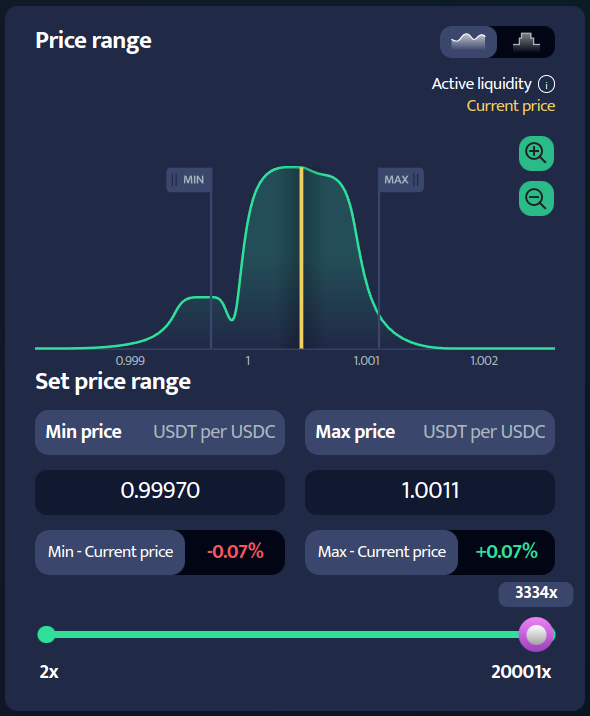 Price range
Active liquidity i
Current price
MIN
MAX
0.999 1 1.001 1.002
Set price range
Min price USDT per USDC
Max price USDT per USDC
0.99970
1.0011
Min - Current price -0.07%
Max - Current price +0.07%
3334x
2x
20001x